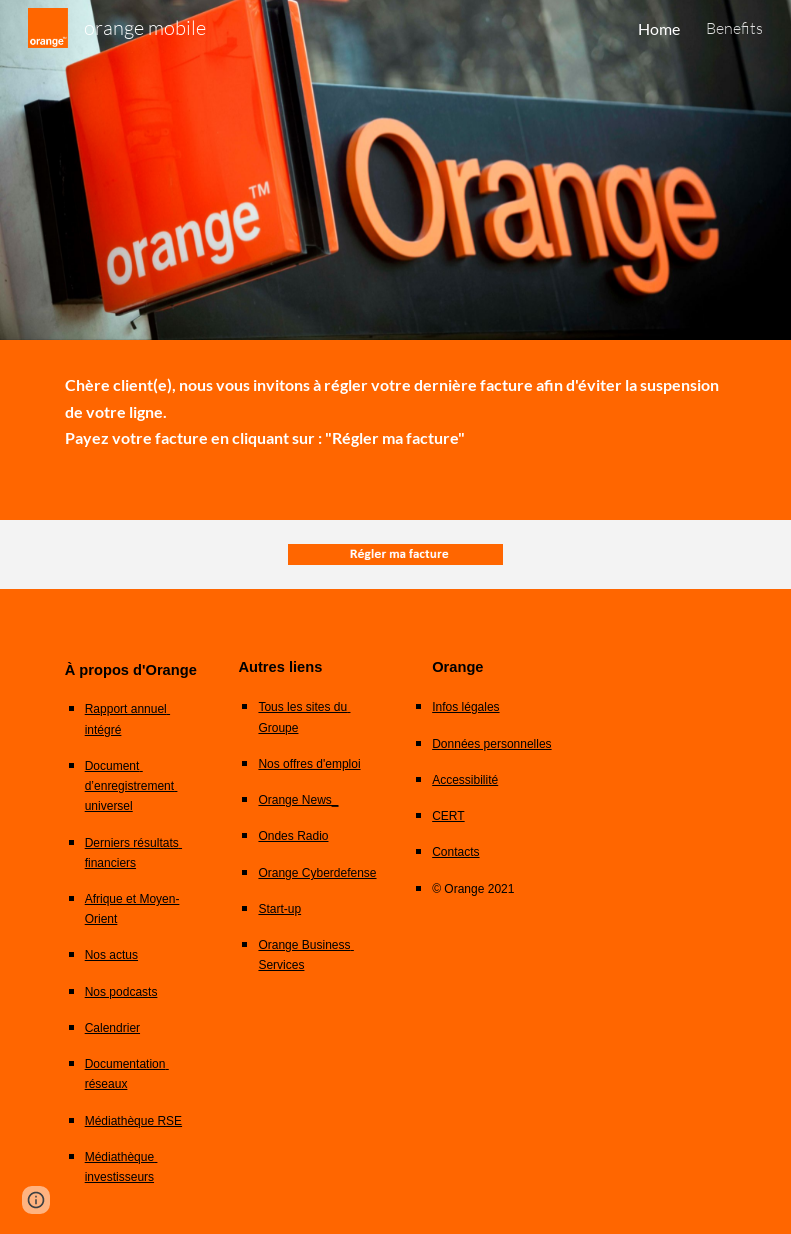 orange™
orange mobile
Home
Benefits
orange™
Orange
Chère client(e), nous vous invitons à régler votre dernière facture afin d'éviter la suspension
de votre ligne.
Payez votre facture en cliquant sur : "Régler ma facture"
Régler ma facture
À propos d'Orange
Rapport annuel
intégré
Document
d'enregistrement
universel
Derniers résultats
financiers
Afrique et Moyen-
Orient
Nos actus
Nos podcasts
Calendrier
Documentation
réseaux
Médiathèque RSE
Médiathèque
investisseurs
Autres liens
Tous les sites du
Groupe
Nos offres d'emploi
Orange News_
Ondes Radio
Orange Cyberdefense
Start-up
Orange Business
Services
Orange
Infos légales
Données personnelles
Accessibilité
CERT
Contacts
© Orange 2021